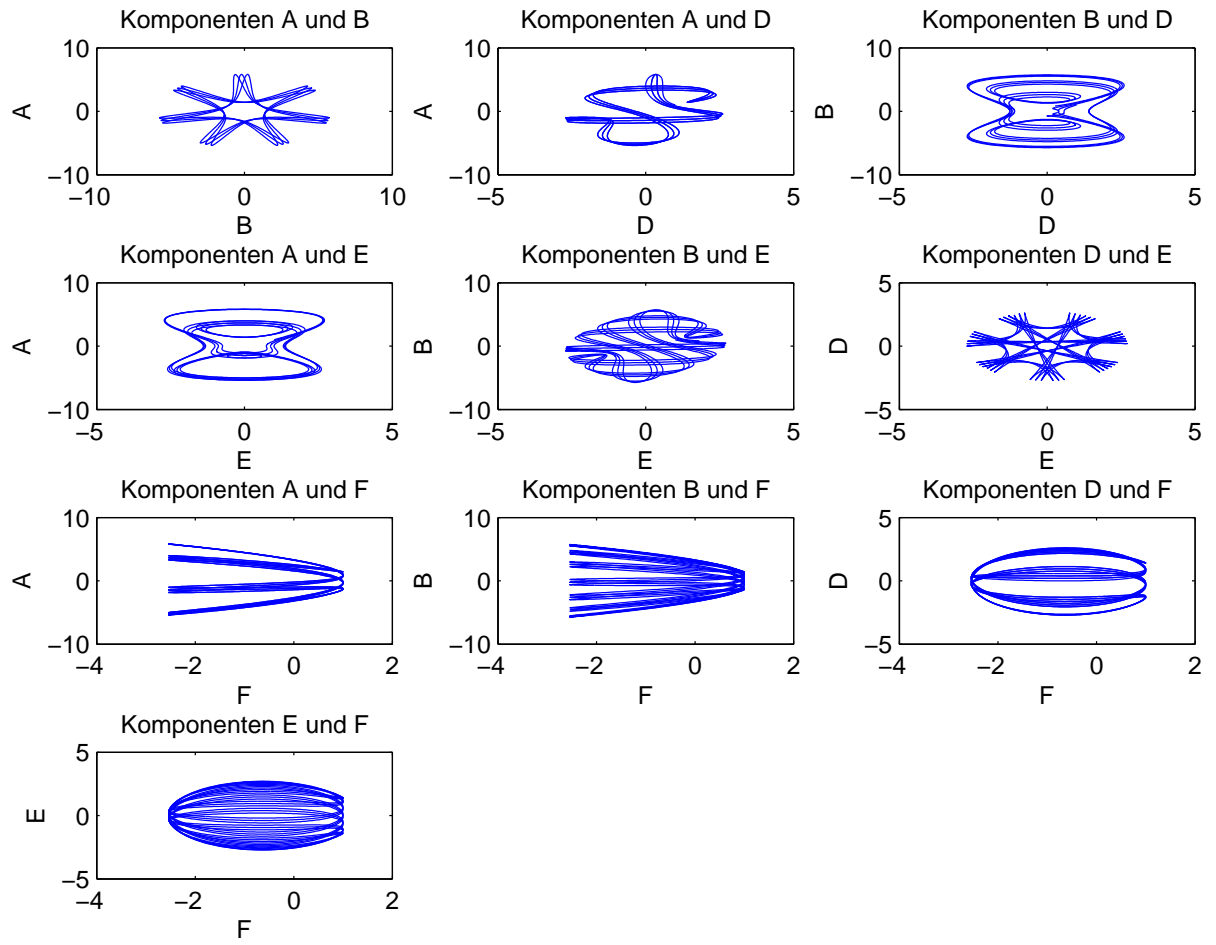 Komponenten A und B
10
0
−10
A
−10
0
10
B
Komponenten A und D
10
0
−10
A
−5
0
5
D
Komponenten B und D
10
0
−10
B
−5
0
5
D
Komponenten A und E
10
0
−10
A
−5
0
5
E
Komponenten B und E
10
0
−10
B
−5
0
5
E
Komponenten D und E
5
0
−5
D
−5
0
5
E
Komponenten A und F
10
0
−10
A
−4
−2
0
2
F
Komponenten B und F
10
0
−10
B
−4
−2
0
2
F
Komponenten D und F
5
0
−5
D
−4
−2
0
2
F
Komponenten E und F
5
0
−5
E
−4
−2
0
2
F